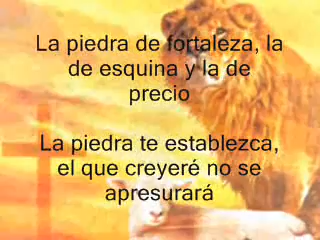 La piedra de fortaleza, la
de esquina y la de
precio
La piedra te establezca,
el que creyeré no se
apresurará